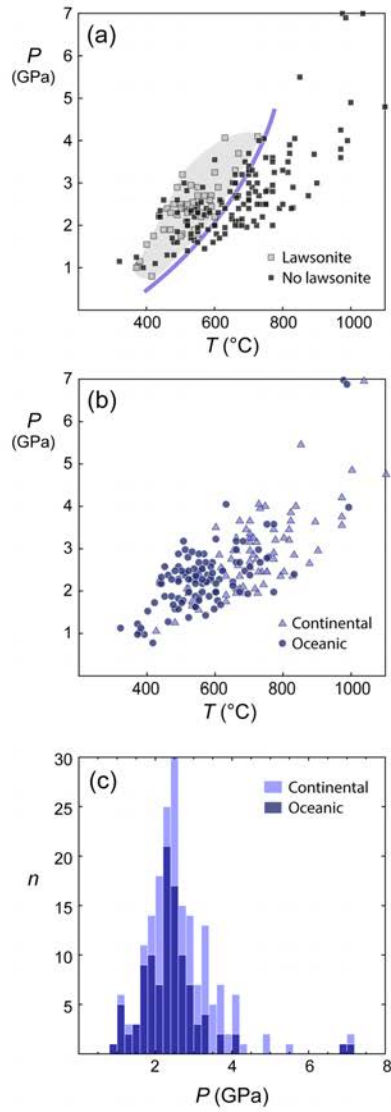 (a)
7
P
(GPa)
6
5
4
3
2
1
Lawsonite
No lawsonite
400 600 800 1000
T (°C)
(b)
7
P
(GPa)
6
5
4
3
2
1
Continental
Oceanic
400 600 800 1000
T (°C)
(c)
30
Continental
Oceanic
25
20
n
15
10
5
2 4 6 8
P (GPa)